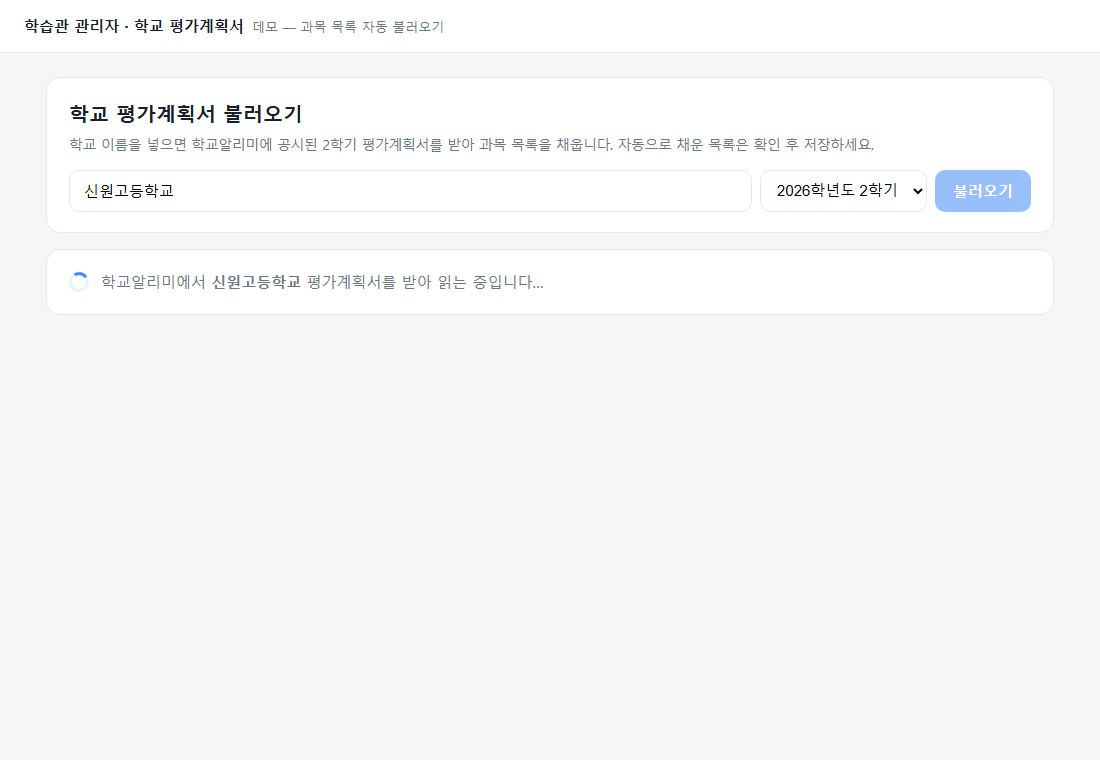 학습관 관리자 · 학교 평가계획서 데모 — 과목 목록 자동 불러오기
학교 평가계획서 불러오기
학교 이름을 넣으면 학교알리미에 공시된 2학기 평가계획서를 받아 과목 목록을 채웁니다. 자동으로 채운 목록은 확인 후 저장하세요.
신원고등학교 2026학년도 2학기 불러오기
학교알리미에서 신원고등학교 평가계획서를 받아 읽는 중입니다...